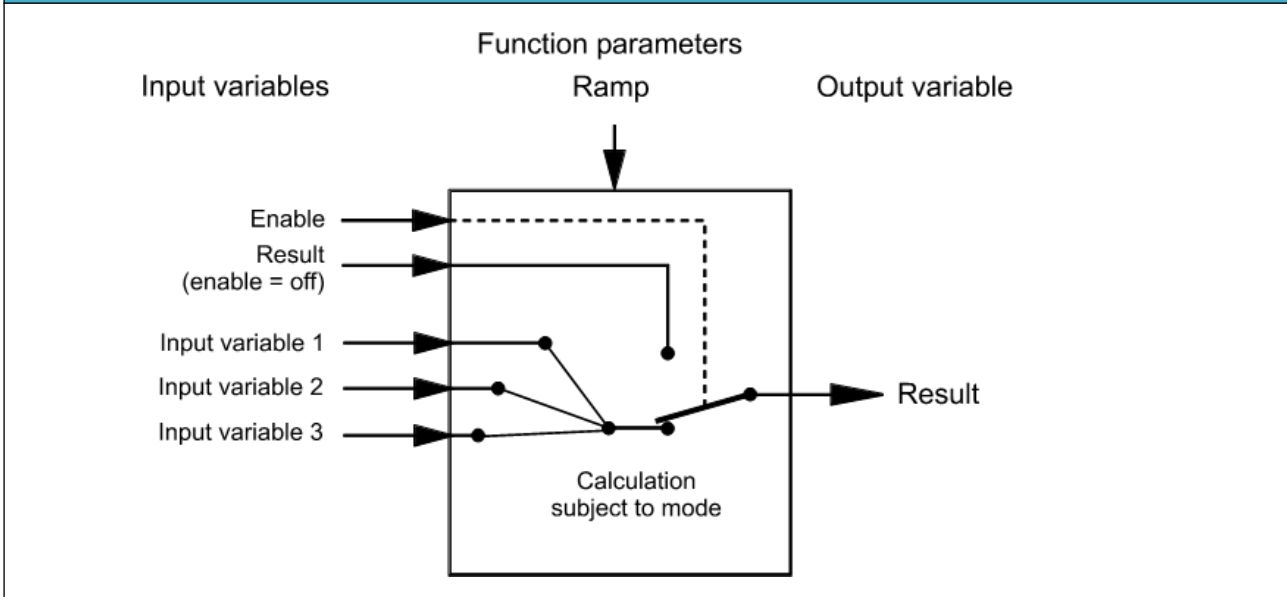 Function parameters
Input variables
Ramp
Output variable
Enable
Result
(enable = off)
Input variable 1
Input variable 2
Input variable 3
Result
Calculation
subject to mode